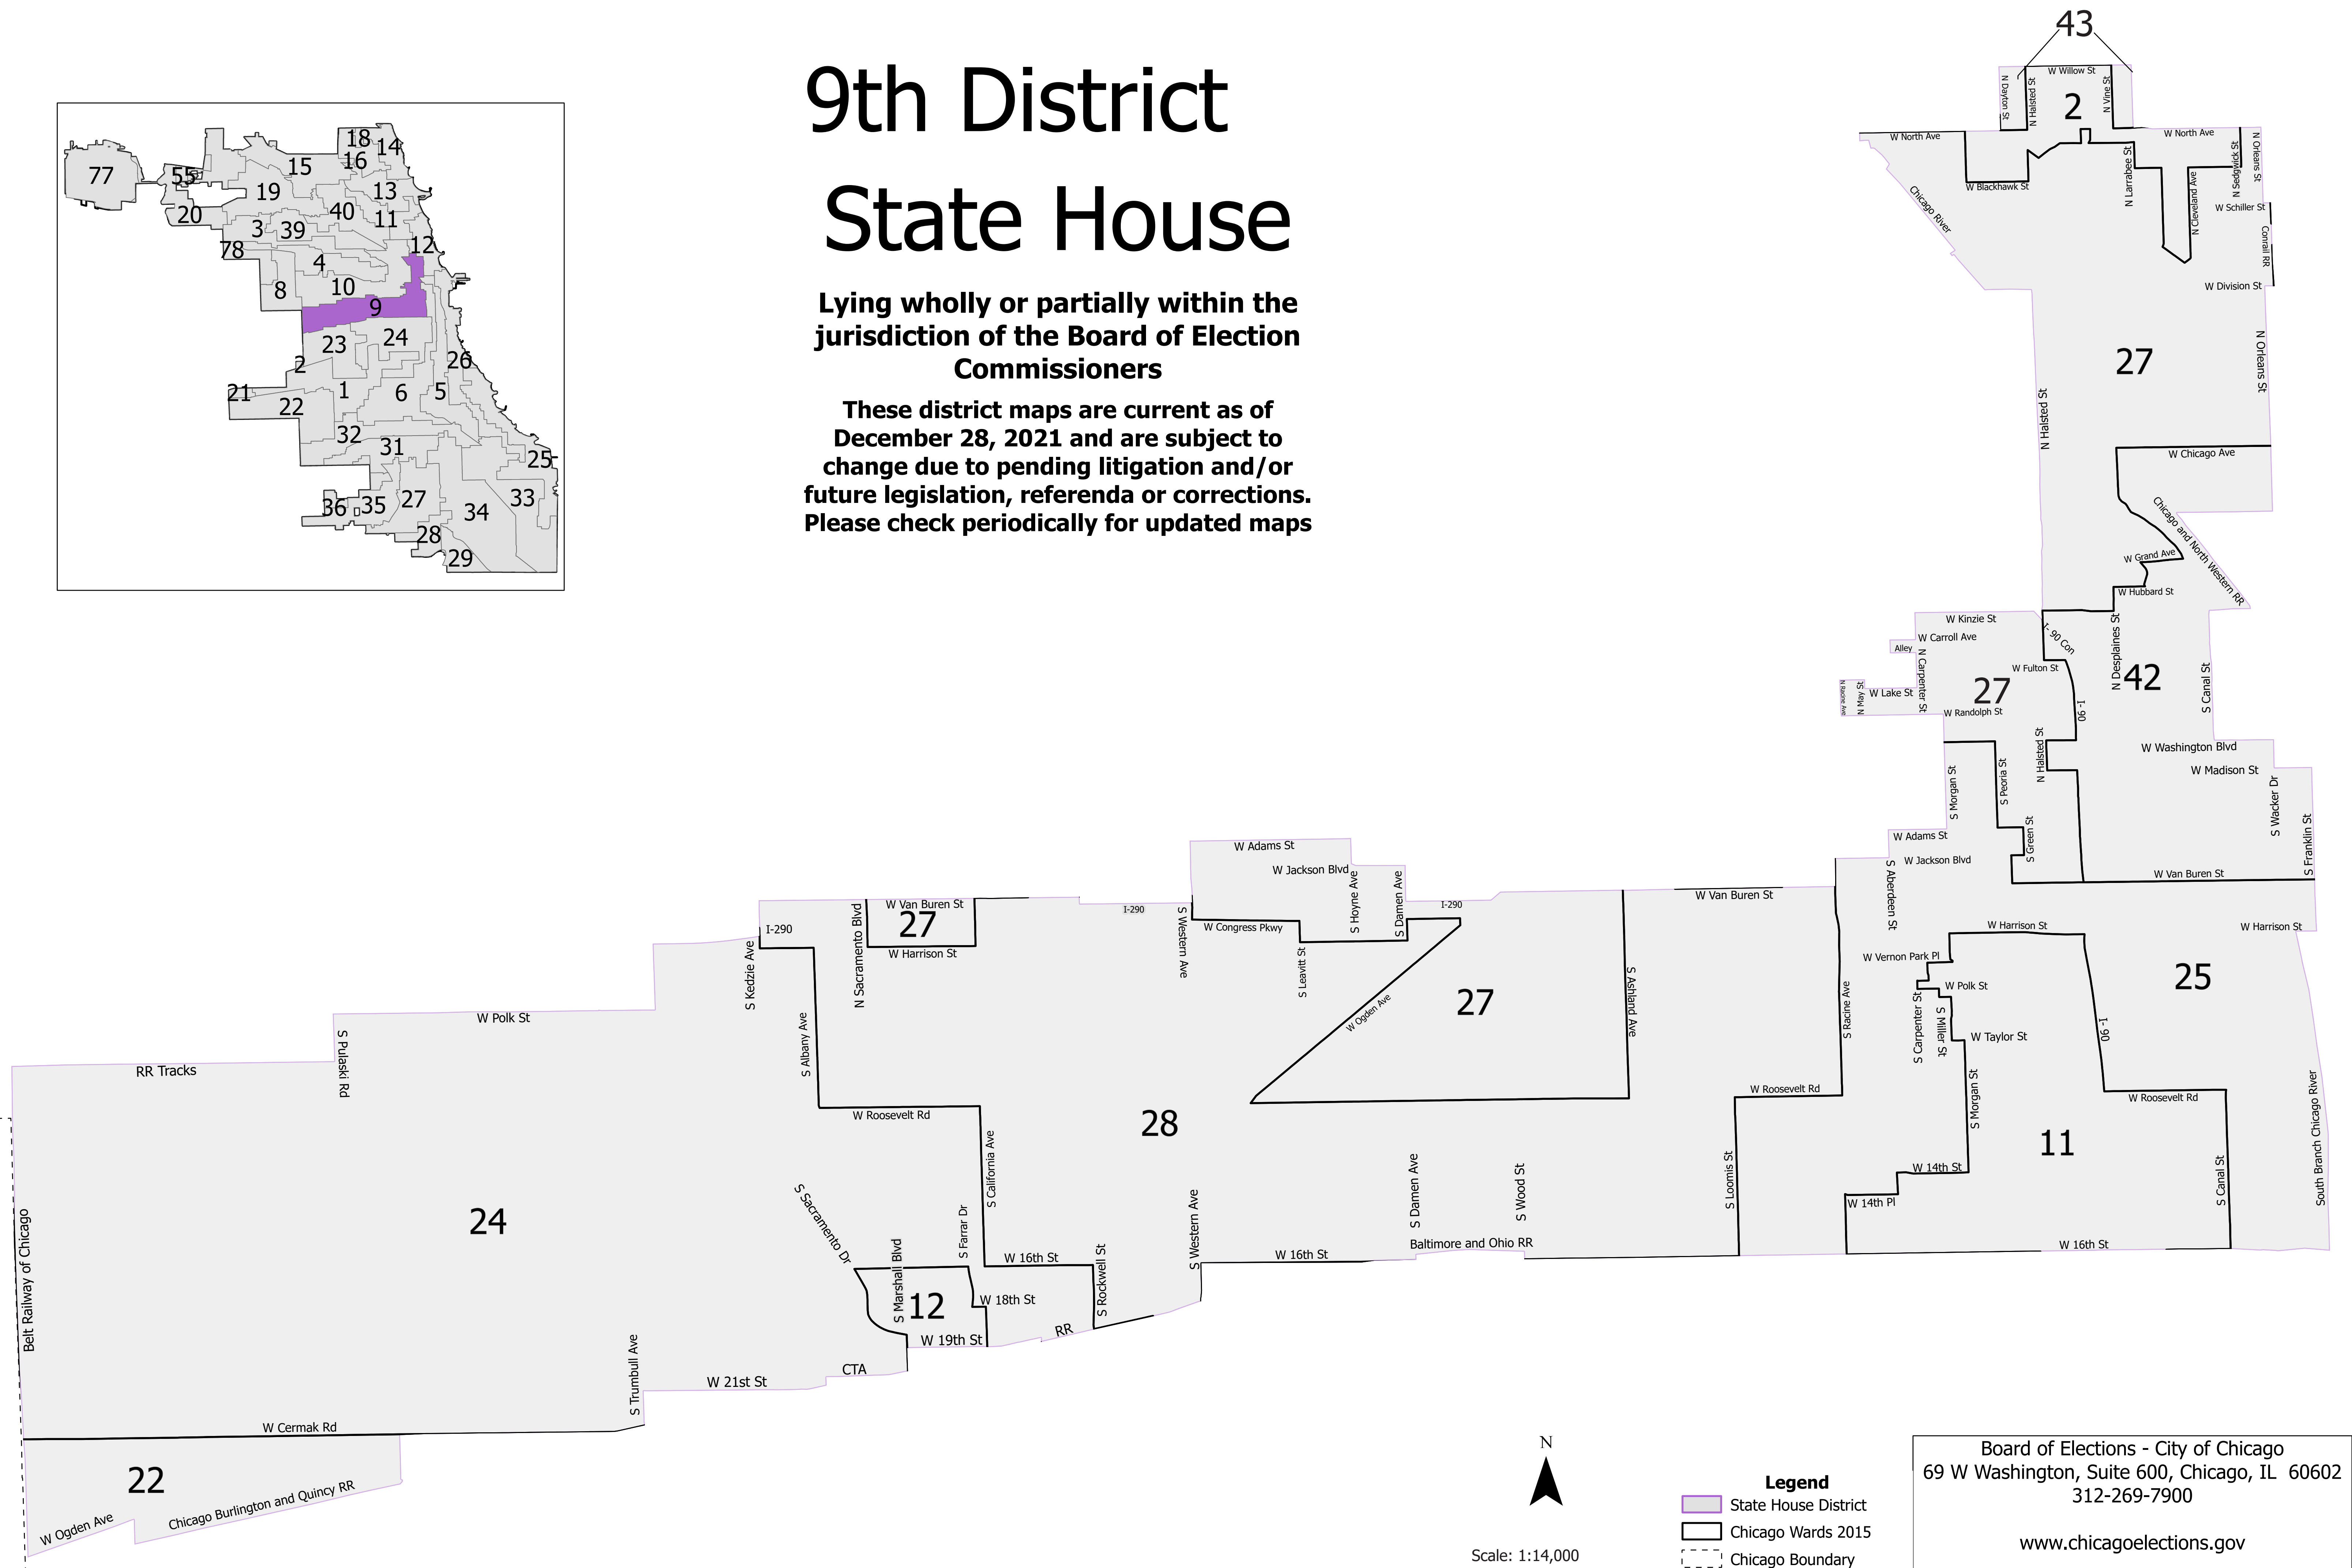 9th District
State House
Lying wholly or partially within the
jurisdiction of the Board of Election
Commissioners
These district maps are current as of
December 28, 2021 and are subject to
change due to pending litigation and/or
future legislation, referenda or corrections.
Please check periodically for updated maps
18
14
15
16
77
55
19
13
20
40
11
3
39
78
12
4
8
10
9
24
23
2
26
21
1
6
5
22
32
31
25
36
35
27
34
33
28
29
43
W Willow St
N Dayton St
N Halsted St
2
N Vine St
W North Ave
W North Ave
N Orleans St
N Larrabee St
N Sedgwick St
W Blackhawk St
N Cleveland Ave
Chicago River
W Schiller St
Conrail RR
W Division St
27
N Orleans St
N Halsted St
W Chicago Ave
Chicago and North Western RR
W Grand Ave
W Hubbard St
W Kinzie St
W Carroll Ave
I- 90 Con
Alley
N Carpenter St
W Fulton St
N Desplaines St
42
S Canal St
N Racine Ave
N May St
W Lake St
27
W Randolph St
I- 90
N Halsted St
W Washington Blvd
W Madison St
S Morgan St
S Peoria St
S Wacker Dr
S Franklin St
W Adams St
S Green St
W Jackson Blvd
S Aberdeen St
W Van Buren St
W Adams St
W Jackson Blvd
S Hoyne Ave
S Damen Ave
W Van Buren St
I-290
I-290
N Sacramento Blvd
W Van Buren St
27
W Harrison St
I-290
S Kedzie Ave
S Western Ave
W Congress Pkwy
S Leavitt St
W Harrison St
W Harrison St
W Vernon Park Pl
25
W Polk St
S Carpenter St
S Miller St
W Taylor St
I- 90
S Racine Ave
S Ashland Ave
27
W Ogden Ave
W Polk St
S Albany Ave
S Pulaski Rd
RR Tracks
W Roosevelt Rd
W Roosevelt Rd
W Roosevelt Rd
S Morgan St
28
11
South Branch Chicago River
S California Ave
S Canal St
W 14th St
W 14th Pl
S Loomis St
S Wood St
S Damen Ave
S Western Ave
24
Belt Railway of Chicago
S Sacramento Dr
S Farrar Dr
S Marshall Blvd
W 16th St
W 16th St
Baltimore and Ohio RR
W 16th St
S Rockwell St
12
W 18th St
W 19th St
RR
CTA
W 21st St
S Trumbull Ave
W Cermak Rd
22
W Ogden Ave
Chicago Burlington and Quincy RR
N
Scale: 1:14,000
Legend
State House District
Chicago Wards 2015
Chicago Boundary
Board of Elections - City of Chicago
69 W Washington, Suite 600, Chicago, IL 60602
312-269-7900
www.chicagoelections.gov